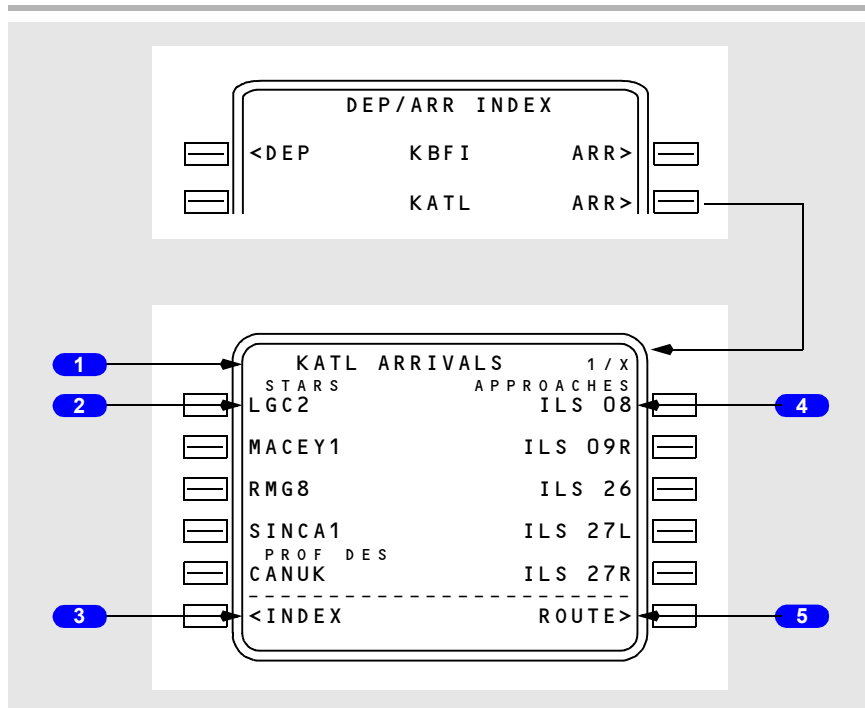 DEP/ARR INDEX
<DEP KBFI ARR>
KATL ARR>
1 KATL ARRIVALS 1/X
STARS APPROACHES
2 LGC2 ILS 08 4
MACEY1 ILS 09R
RMG8 ILS 26
SINCA1 ILS 27L
PROF DES
CANUK ILS 27R
------------------------
3 <INDEX ROUTE> 5